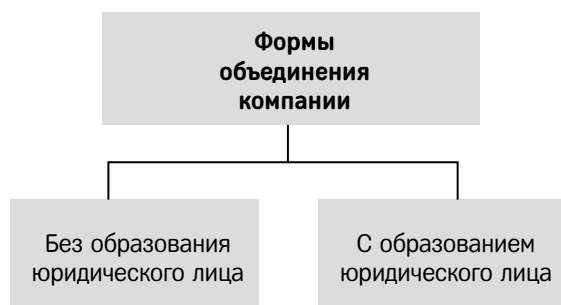 Формы
объединения
компании
Без образования
юридического лица
С образованием
юридического лица